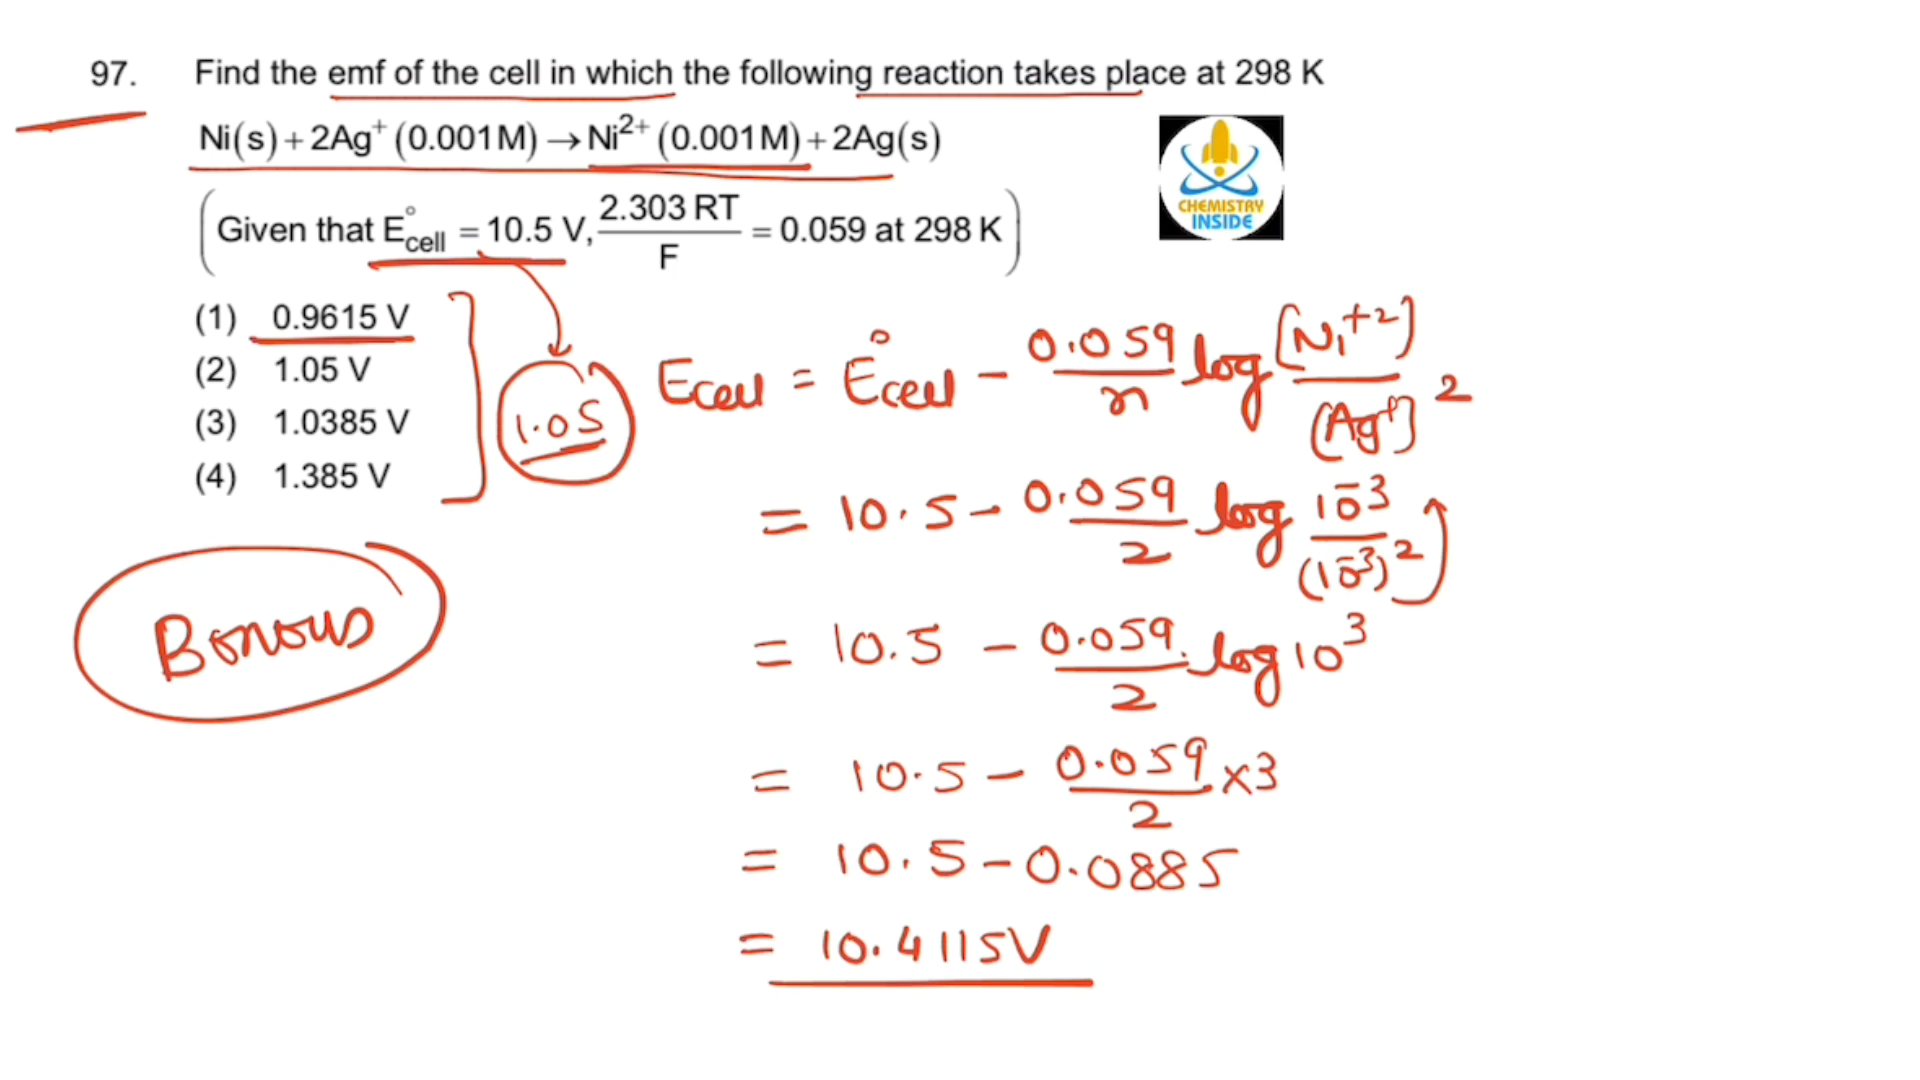 97. Find the emf of the cell in which the following reaction takes place at 298 K
Ni(s) + 2Ag⁺ (0.001 M) → Ni²⁺ (0.001 M) + 2Ag(s)
(Given that E°cell = 10.5 V, 2.303 RT / F = 0.059 at 298 K)
CHEMISTRY
INSIDE
(1) 0.9615 V
(2) 1.05 V
(3) 1.0385 V
(4) 1.385 V
1.05
Bonous
Ecell = E°cell - 0.059/n log [Ni⁺²]/[Ag⁺]²
= 10.5 - 0.059/2 log 10⁻³/(10⁻³)²
= 10.5 - 0.059/2 log 10³
= 10.5 - 0.059/2 ×3
= 10.5 - 0.0885
= 10.4115V